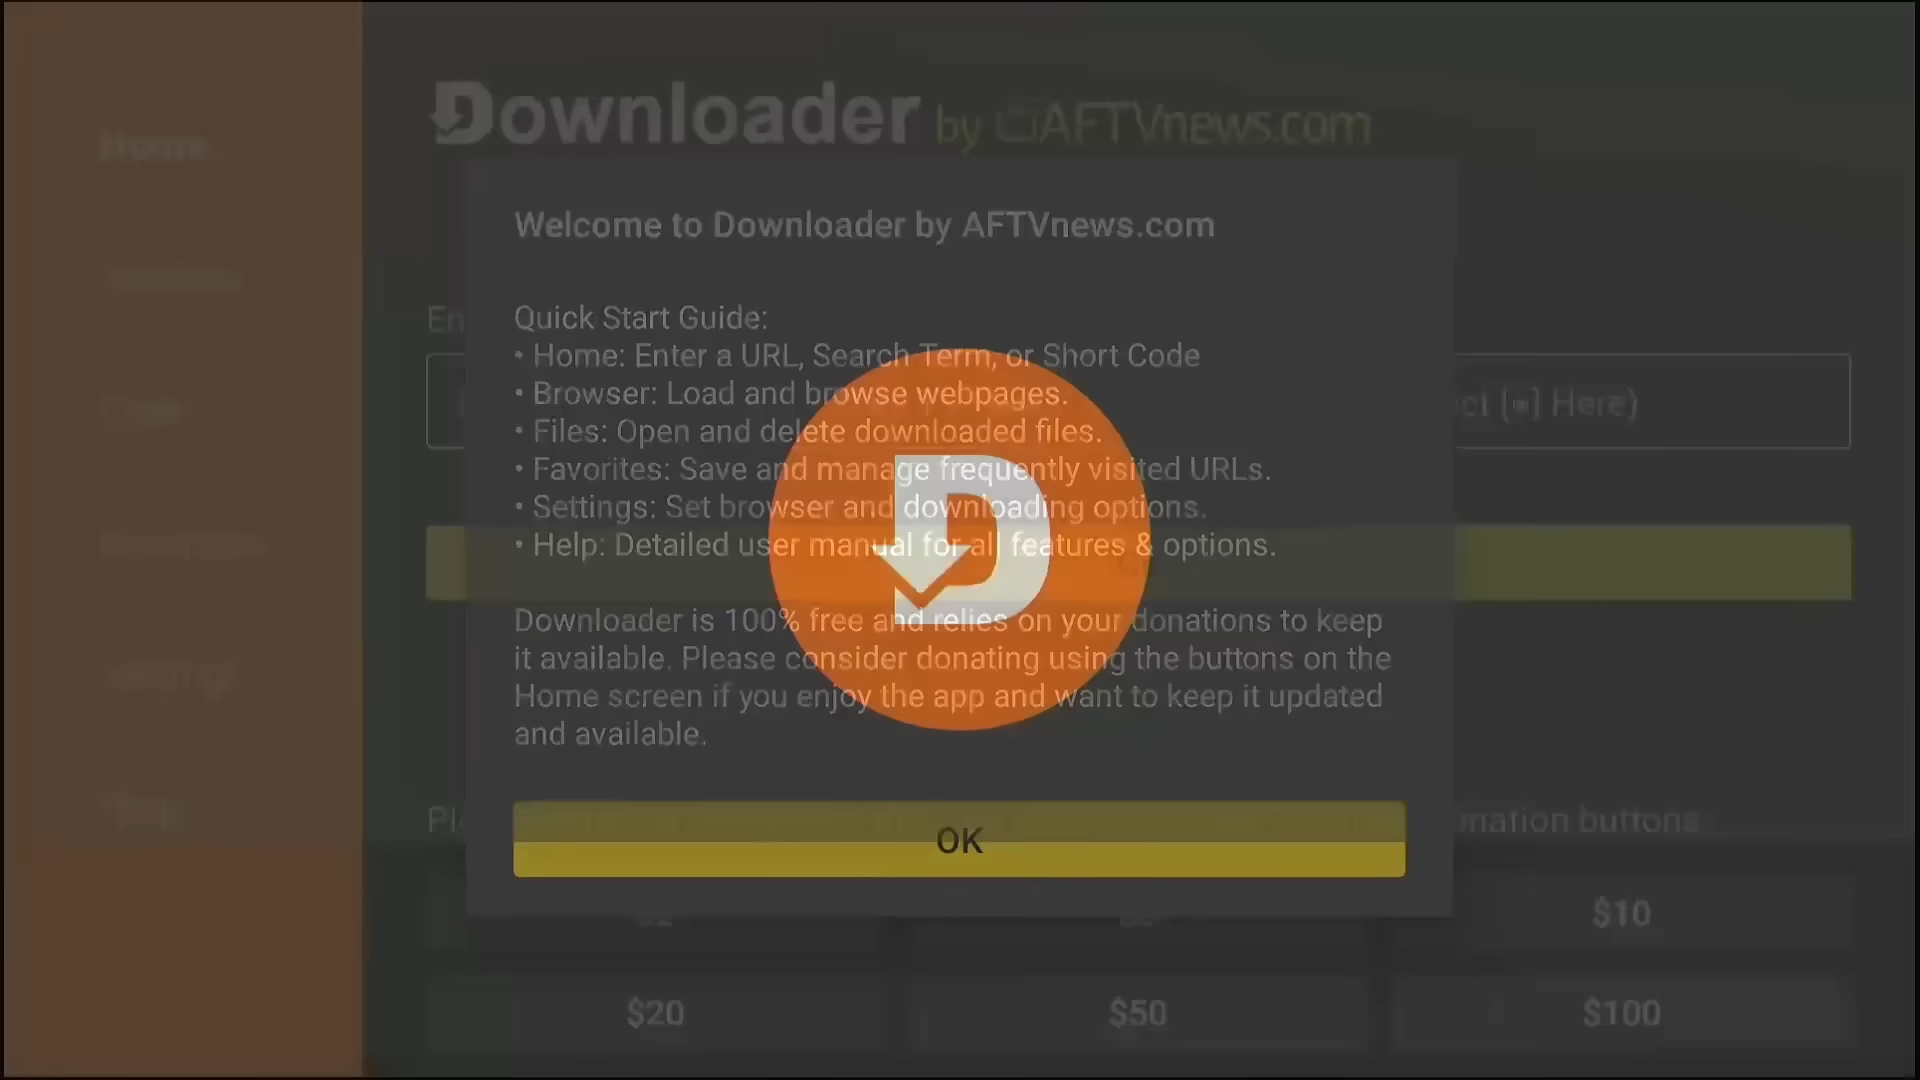 Downloader by AFTVnews.com
Home
Welcome to Downloader by AFTVnews.com
Quick Start Guide:
• Home: Enter a URL, Search Term, or Short Code
• Browser: Load and browse webpages.
• Files: Open and delete downloaded files.
• Favorites: Save and manage frequently visited URLs.
• Settings: Set browser and downloading options.
• Help: Detailed user manual for all features & options.
Here)
Downloader is 100% free and relies on your donations to keep
it available. Please consider donating using the buttons on the
Home screen if you enjoy the app and want to keep it updated
and available.
Settings
buttons
OK
$10
$20 $50 $100